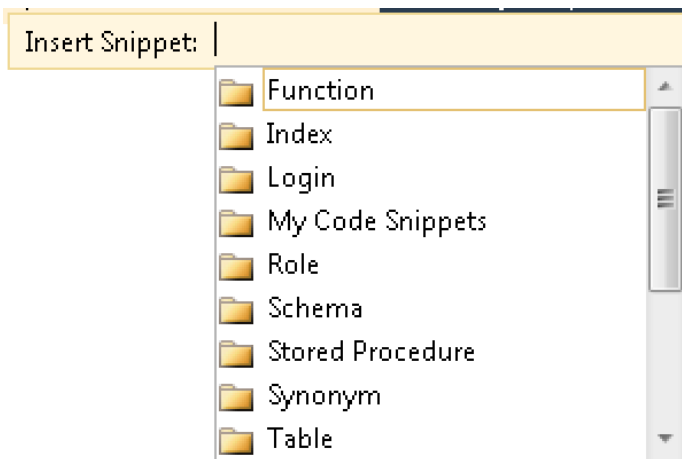 Insert Snippet:
Function
Index
Login
My Code Snippets
Role
Schema
Stored Procedure
Synonym
Table